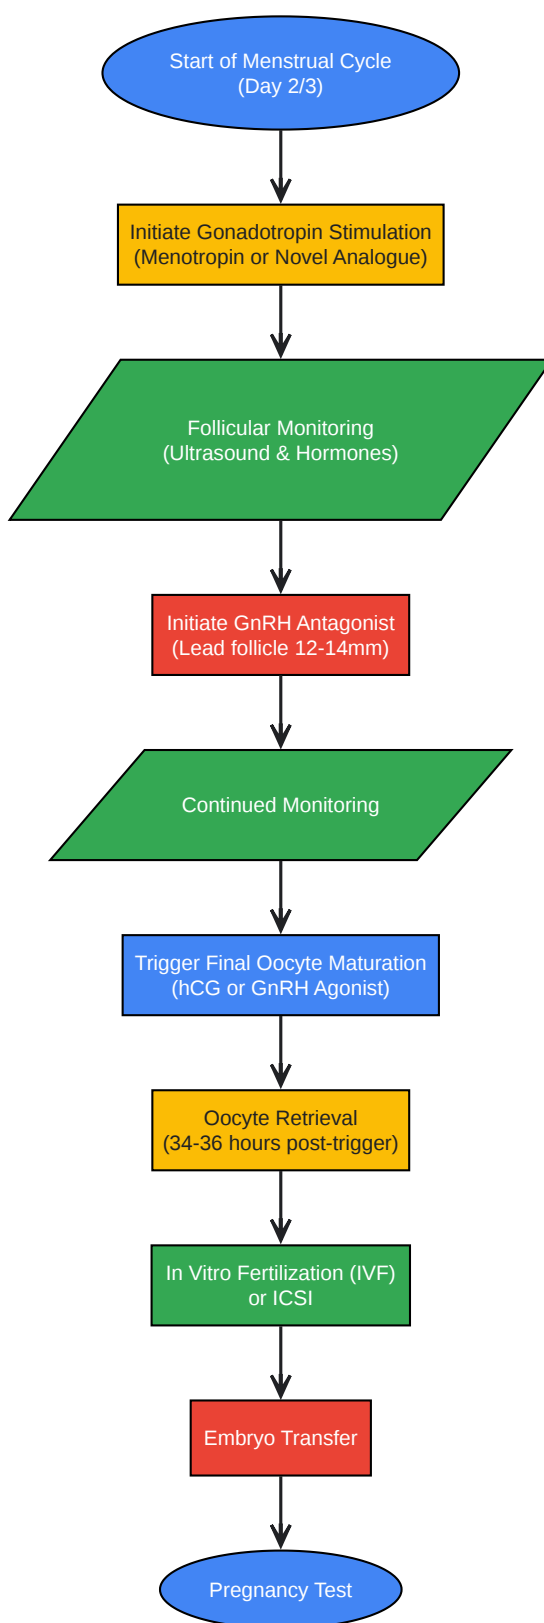 Start of Menstrual Cycle
(Day 2/3)
Initiate Gonadotropin Stimulation
(Menotropin or Novel Analogue)
Follicular Monitoring
(Ultrasound & Hormones)
Initiate GnRH Antagonist
(Lead follicle 12-14mm)
Continued Monitoring
Trigger Final Oocyte Maturation
(hCG or GnRH Agonist)
Oocyte Retrieval
(34-36 hours post-trigger)
In Vitro Fertilization (IVF)
or ICSI
Embryo Transfer
Pregnancy Test